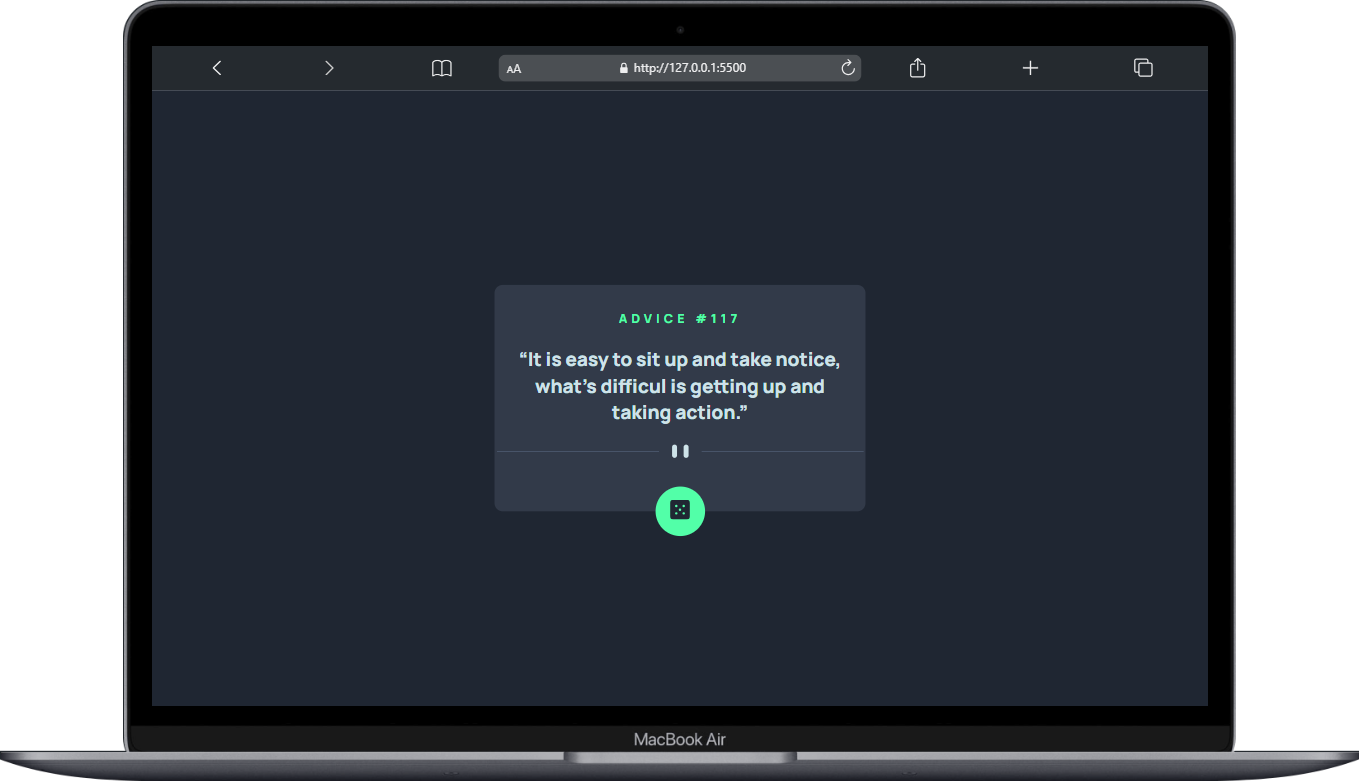 AA
http://127.0.0.1:5500
ADVICE #117
“It is easy to sit up and take notice,
what’s difficul is getting up and
taking action.”
MacBook Air